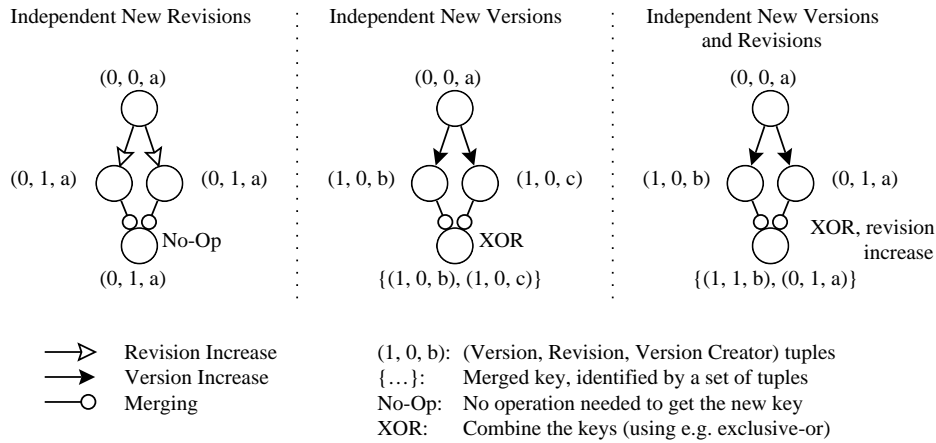 Independent New Revisions
(0, 0, a)
(0, 1, a)
(0, 1, a)
No-Op
(0, 1, a)
Independent New Versions
(0, 0, a)
(1, 0, b)
(1, 0, c)
XOR
{(1, 0, b), (1, 0, c)}
Independent New Versions
and Revisions
(0, 0, a)
(1, 0, b)
(0, 1, a)
XOR, revision
increase
{(1, 1, b), (0, 1, a)}
Revision Increase
Version Increase
Merging
(1, 0, b): (Version, Revision, Version Creator) tuples
{...}: Merged key, identified by a set of tuples
No-Op: No operation needed to get the new key
XOR: Combine the keys (using e.g. exclusive-or)